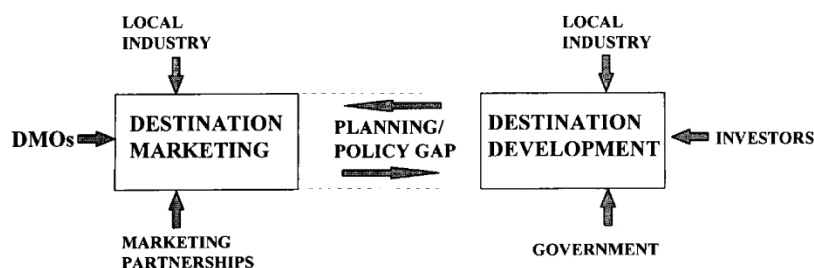 LOCAL
INDUSTRY
LOCAL
INDUSTRY
DMOs
DESTINATION
MARKETING
PLANNING/
POLICY GAP
DESTINATION
DEVELOPMENT
INVESTORS
MARKETING
PARTNERSHIPS
GOVERNMENT